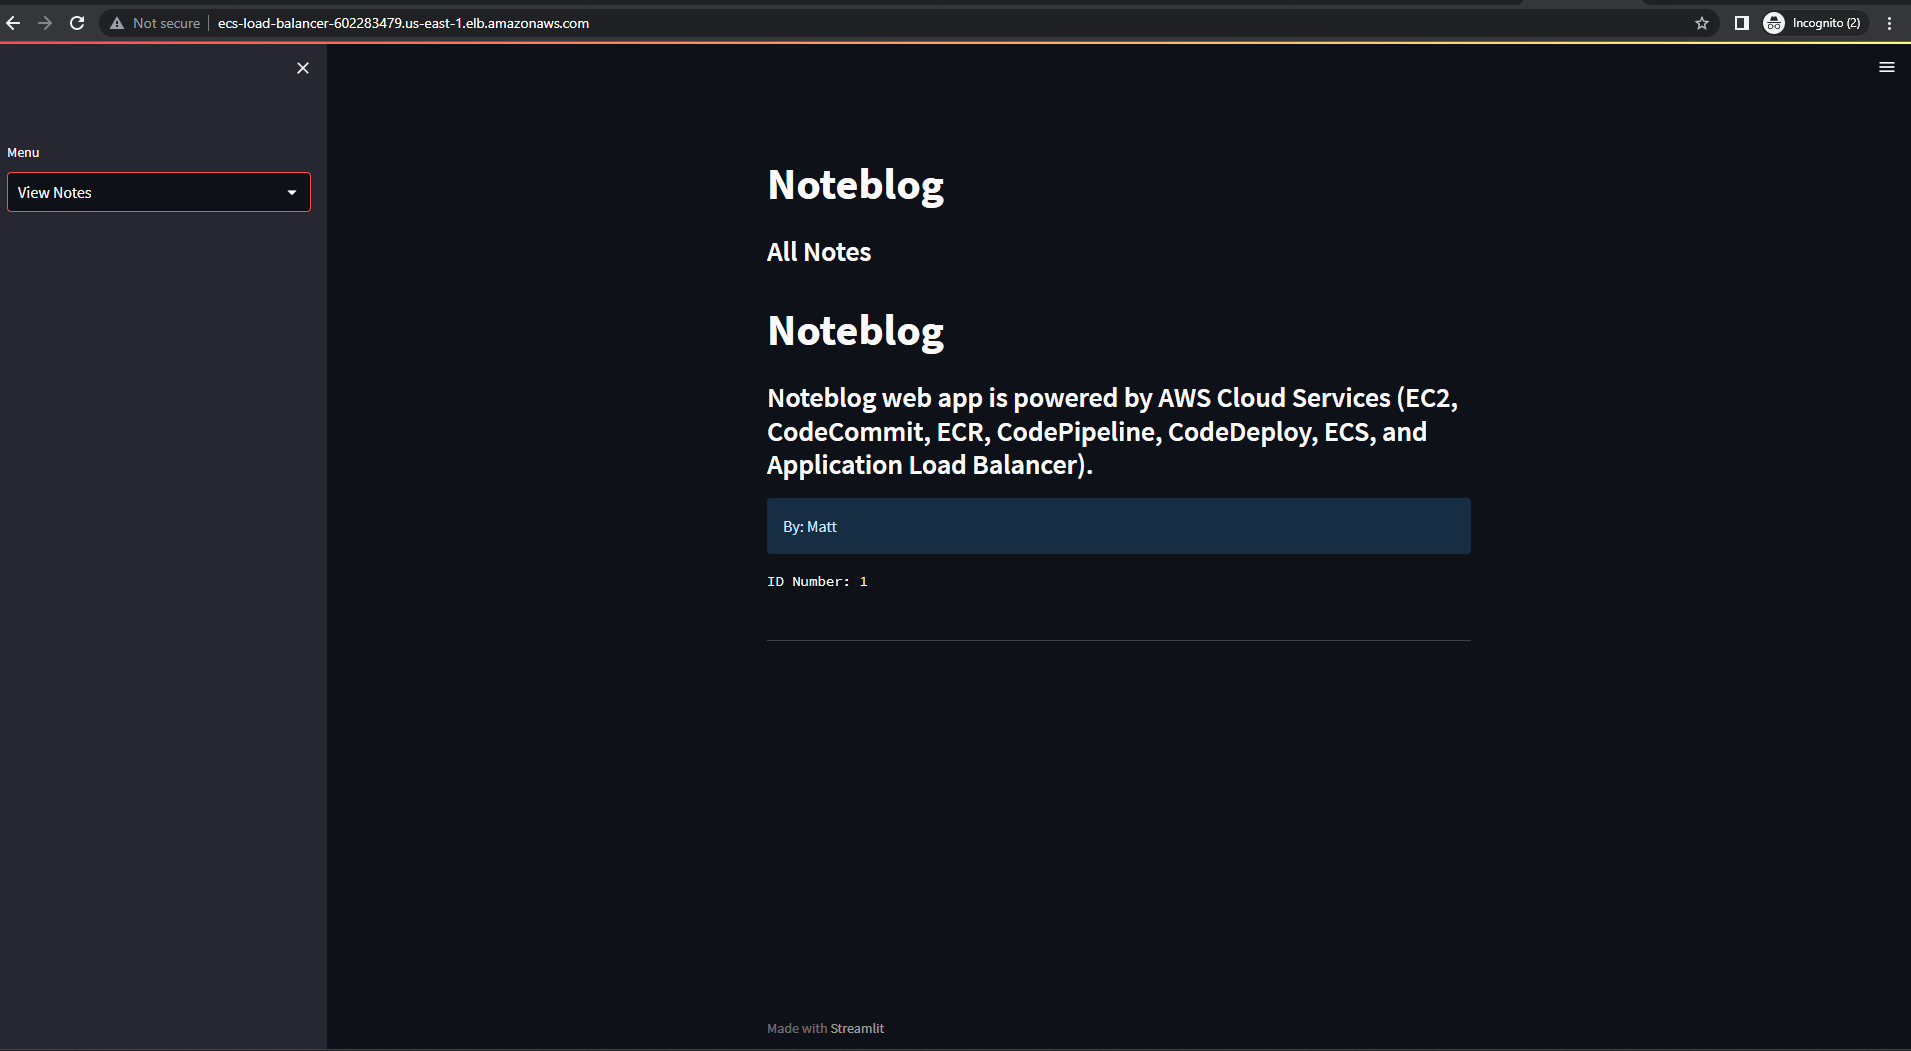 Not secure
ecs-load-balancer-602283479.us-east-1.elb.amazonaws.com
Incognito (2)
Menu
View Notes
Noteblog
All Notes
Noteblog
Noteblog web app is powered by AWS Cloud Services (EC2,
CodeCommit, ECR, CodePipeline, CodeDeploy, ECS, and
Application Load Balancer).
By: Matt
ID Number: 1
Made with Streamlit